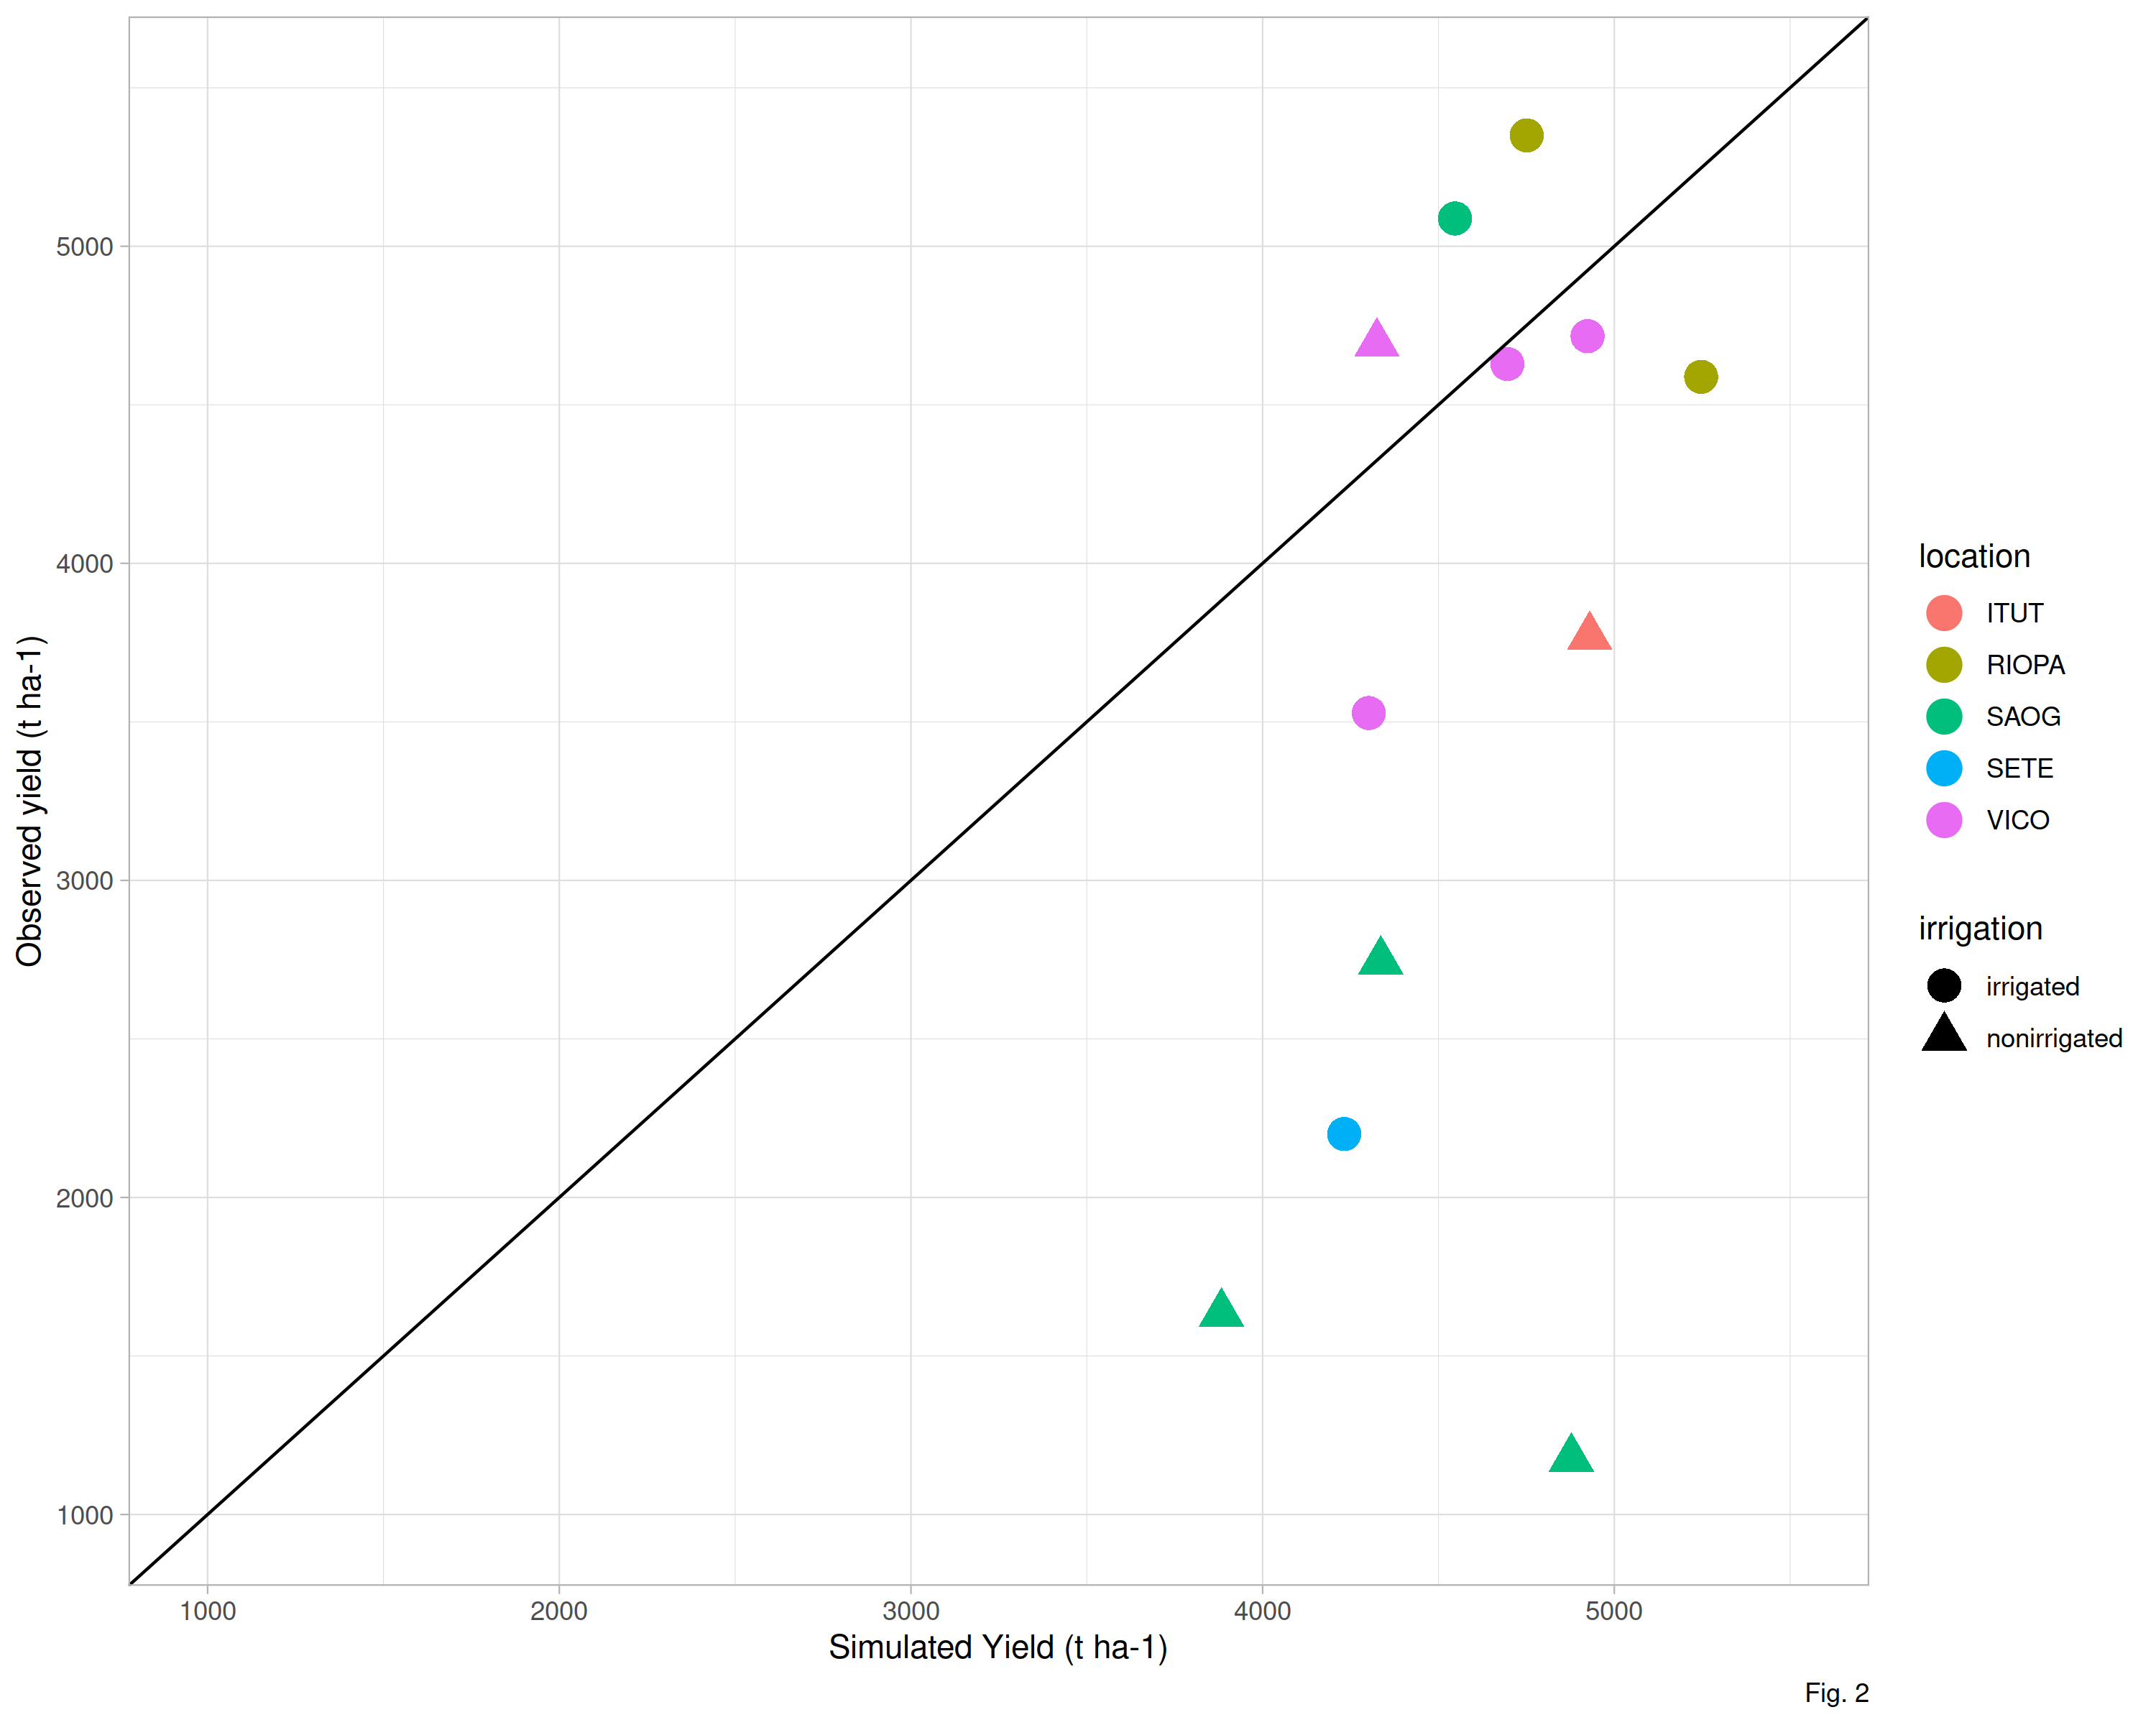 Observed yield (t ha-1)
5000
4000
3000
2000
1000
1000 2000 3000 4000 5000
Simulated Yield (t ha-1)
location
ITUT
RIOPA
SAOG
SETE
VICO
irrigation
irrigated
nonirrigated
Fig. 2